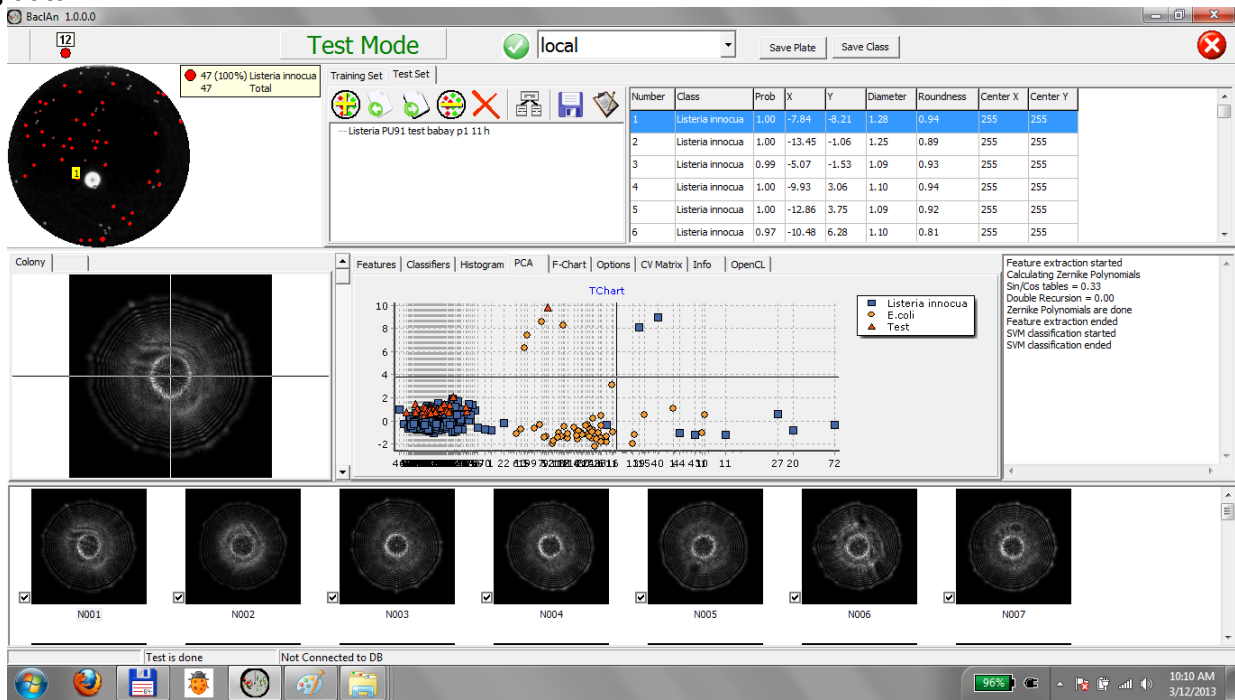 BacIAn 1.0.0.0
12
Test Mode
local
Save Plate
Save Class
47 (100%) Listeria innocua
47 Total
Training Set
Test Set
Listeria PU91 test babay p1 11 h
Number Class Prob X Y Diameter Roundness Center X Center Y
1 Listeria innocua 1.00 -7.84 -8.21 1.28 0.94 255 255
2 Listeria innocua 1.00 -13.45 -1.06 1.25 0.89 255 255
3 Listeria innocua 0.99 -5.07 -1.53 1.09 0.93 255 255
4 Listeria innocua 1.00 -9.93 3.06 1.10 0.94 255 255
5 Listeria innocua 1.00 -12.86 3.75 1.09 0.92 255 255
6 Listeria innocua 0.97 -10.48 6.28 1.10 0.81 255 255
1
Colony
Features Classifiers Histogram PCA F-Chart Options CV Matrix Info OpenCL
TChart
10
8
6
4
2
0
-2
22
11
27 20
72
Listeria innocua
E.coli
Test
Feature extraction started
Calculating Zernike Polynomials
Sin/Cos tables = 0.33
Double Recursion = 0.00
Zernike Polynomials are done
Feature extraction ended
SVM classification started
SVM classification ended
N001 N002 N003 N004 N005 N006 N007
Test is done
Not Connected to DB
96%
10:10 AM
3/12/2013